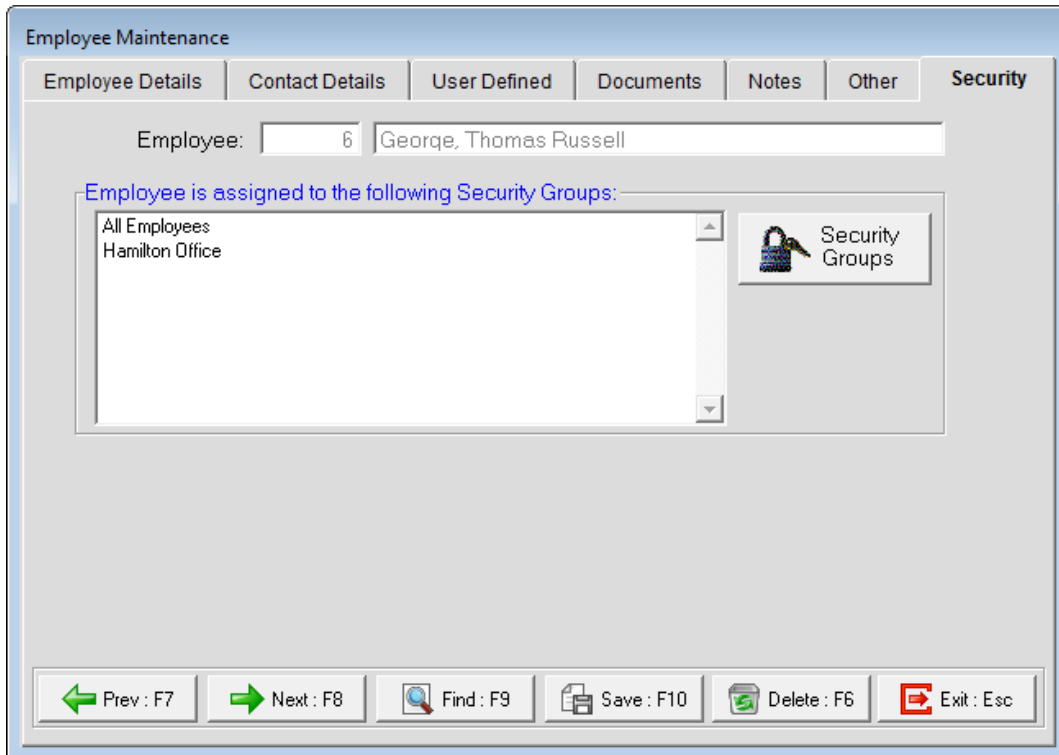 Employee Maintenance
Employee Details Contact Details User Defined Documents Notes Other Security
Employee: 6 George, Thomas Russell
Employee is assigned to the following Security Groups:
All Employees
Hamilton Office
Security
Groups
Prev : F7 Next : F8 Find : F9 Save : F10 Delete : F6 Exit : Esc